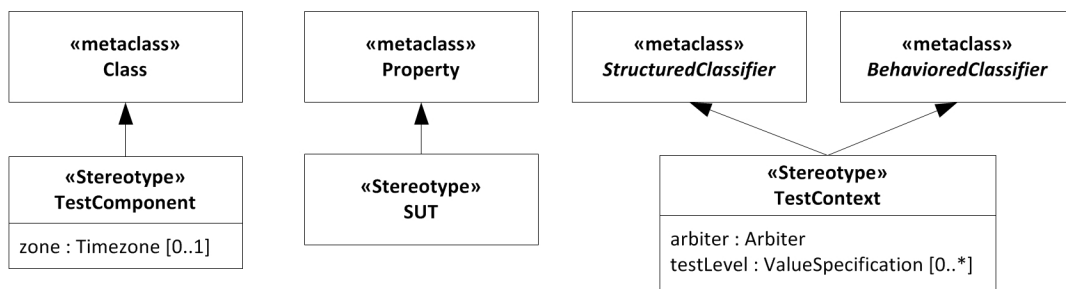 «metaclass»
Class
«Stereotype»
TestComponent
zone : Timezone [0..1]
«metaclass»
Property
«Stereotype»
SUT
«metaclass»
StructuredClassifier
«metaclass»
BehavioredClassifier
«Stereotype»
TestContext
arbiter : Arbiter
testLevel : ValueSpecification [0..*]